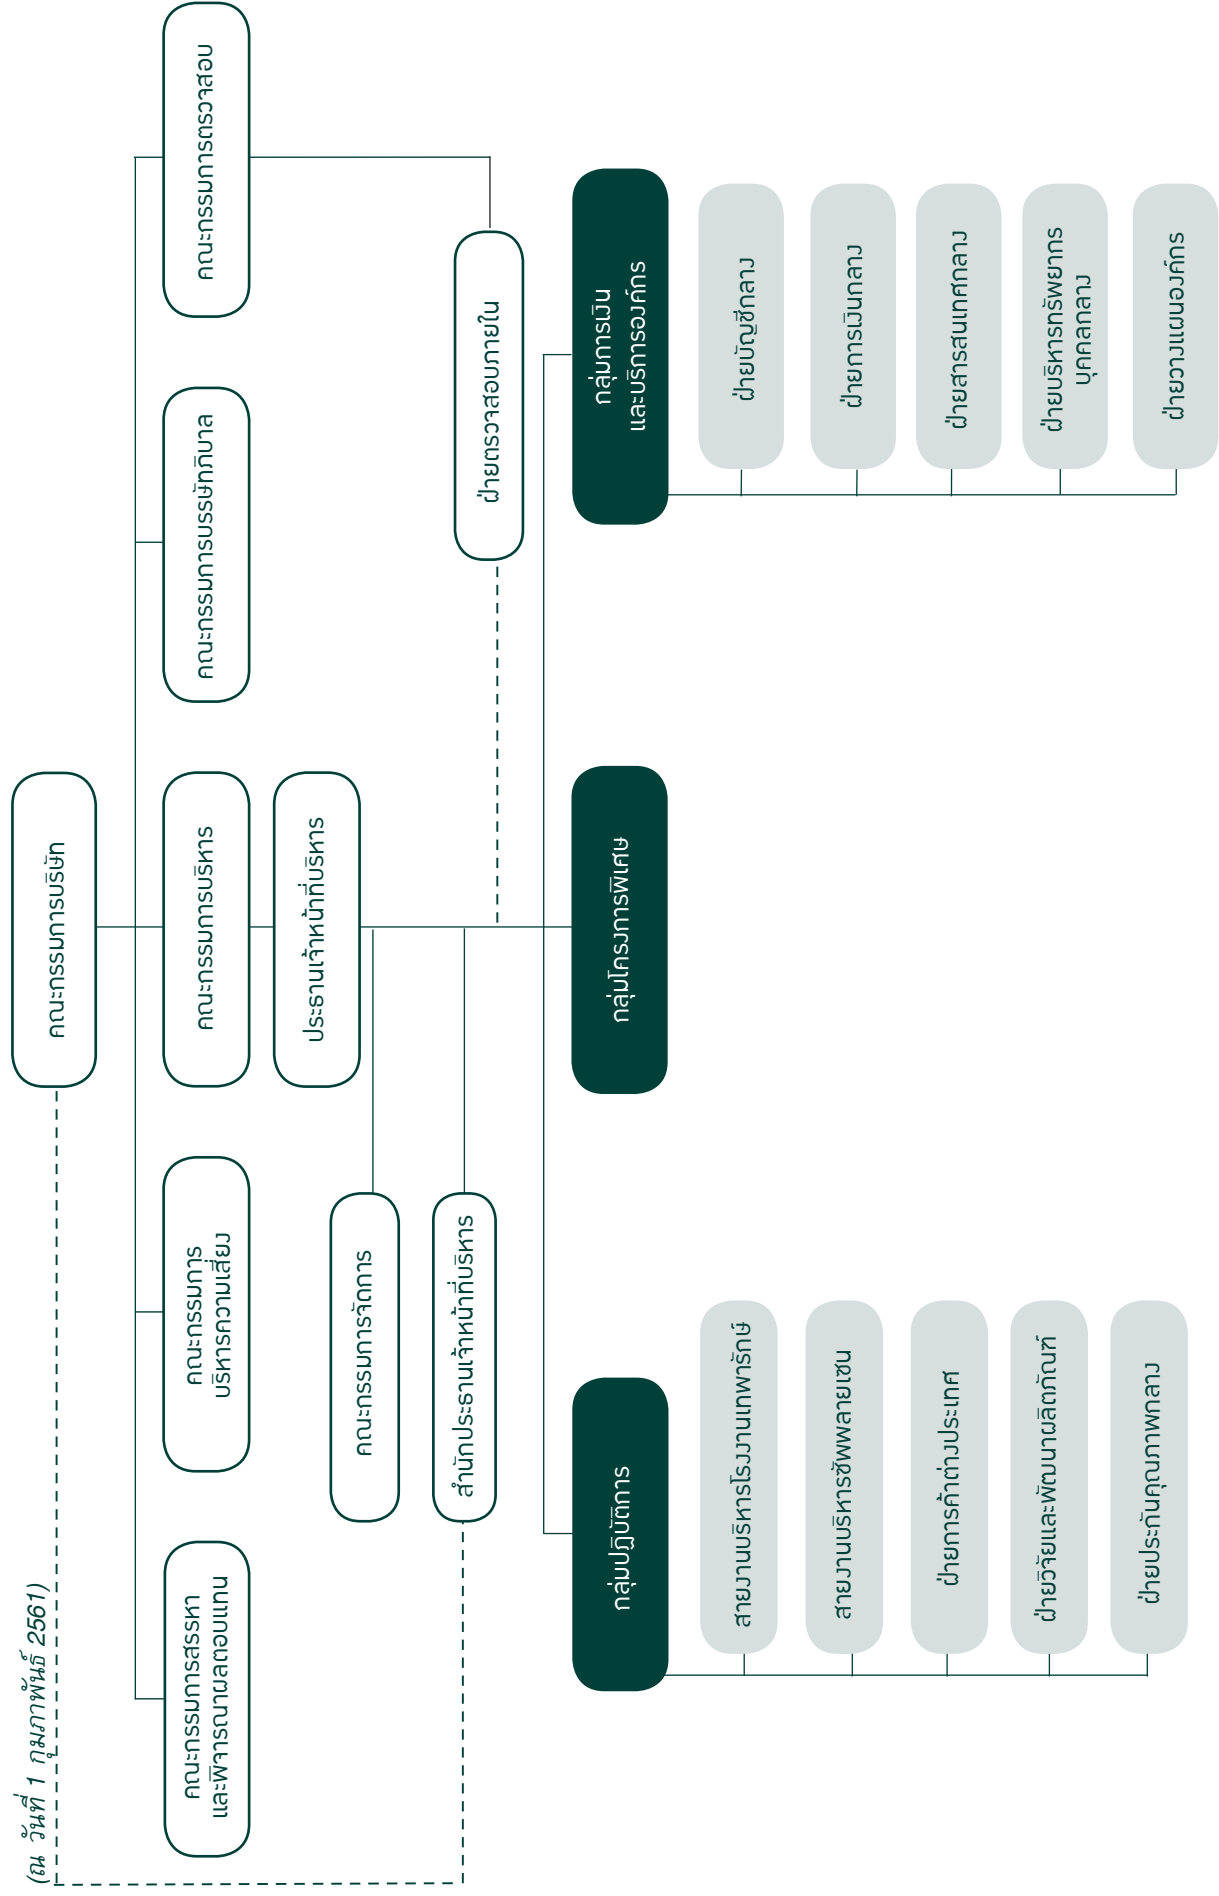 (ณ วันที่ 1 กุมภาพันธ์ 2561)
คณะกรรมการบริษัท
คณะกรรมการสรรหา
และพิจารณาผลตอบแทน
คณะกรรมการ
บริหารความเสี่ยง
คณะกรรมการบริหาร
คณะกรรมการบรรษัทภิบาล
คณะกรรมการตรวจสอบ
ประธานเจ้าหน้าที่บริหาร
คณะกรรมการจัดการ
สำนักประธานเจ้าหน้าที่บริหาร
ฝ่ายตรวจสอบภายใน
กลุ่มปฏิบัติการ
กลุ่มโครงการพิเศษ
กลุ่มการเงิน
และบริการองค์กร
สายงานบริหารโรงงานเทพารักษ์
สายงานบริหารซัพพลายเชน
ฝ่ายการค้าต่างประเทศ
ฝ่ายวิจัยและพัฒนาผลิตภัณฑ์
ฝ่ายประกันคุณภาพกลาง
ฝ่ายบัญชีกลาง
ฝ่ายการเงินกลาง
ฝ่ายสารสนเทศกลาง
ฝ่ายบริหารทรัพยากร
บุคคลกลาง
ฝ่ายวางแผนองค์กร